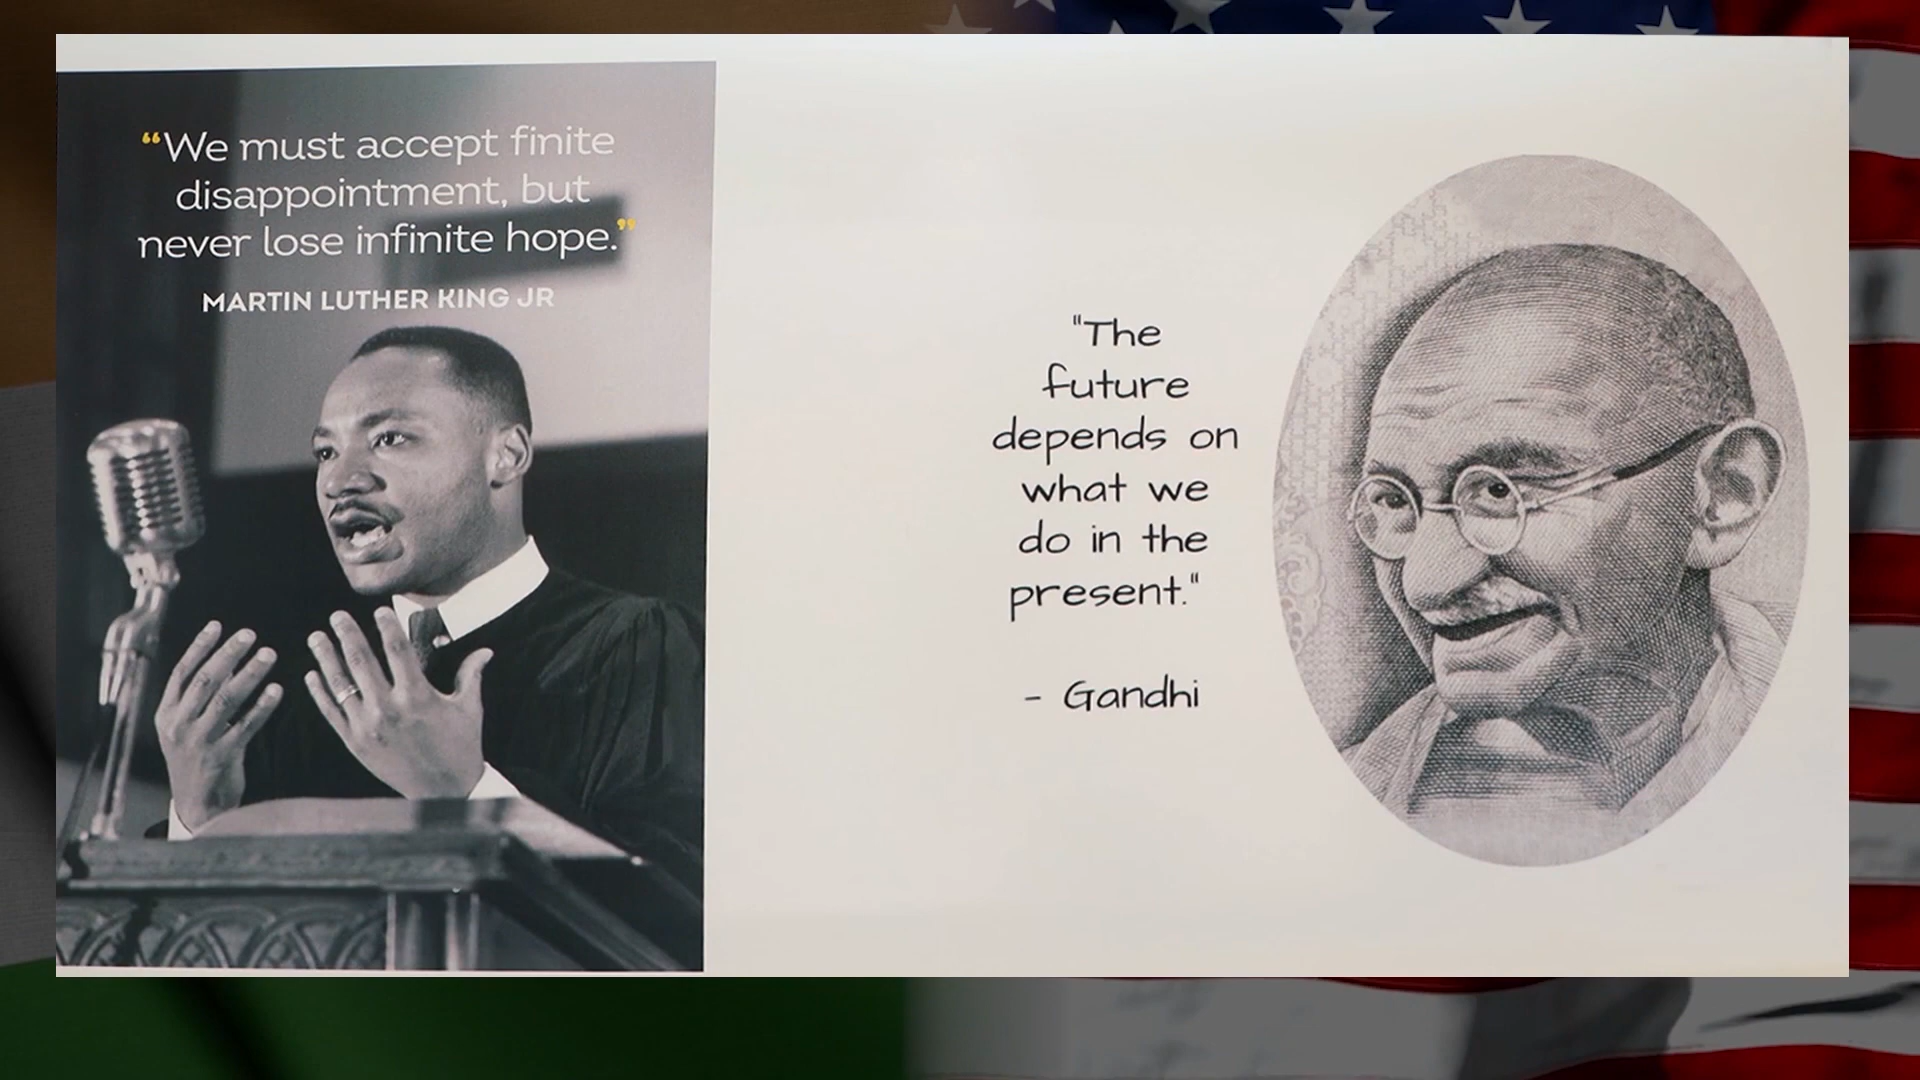 “We must accept finite
disappointment, but
never lose infinite hope.”
MARTIN LUTHER KING JR
"The
future
depends on
what we
do in the
present."
- Gandhi